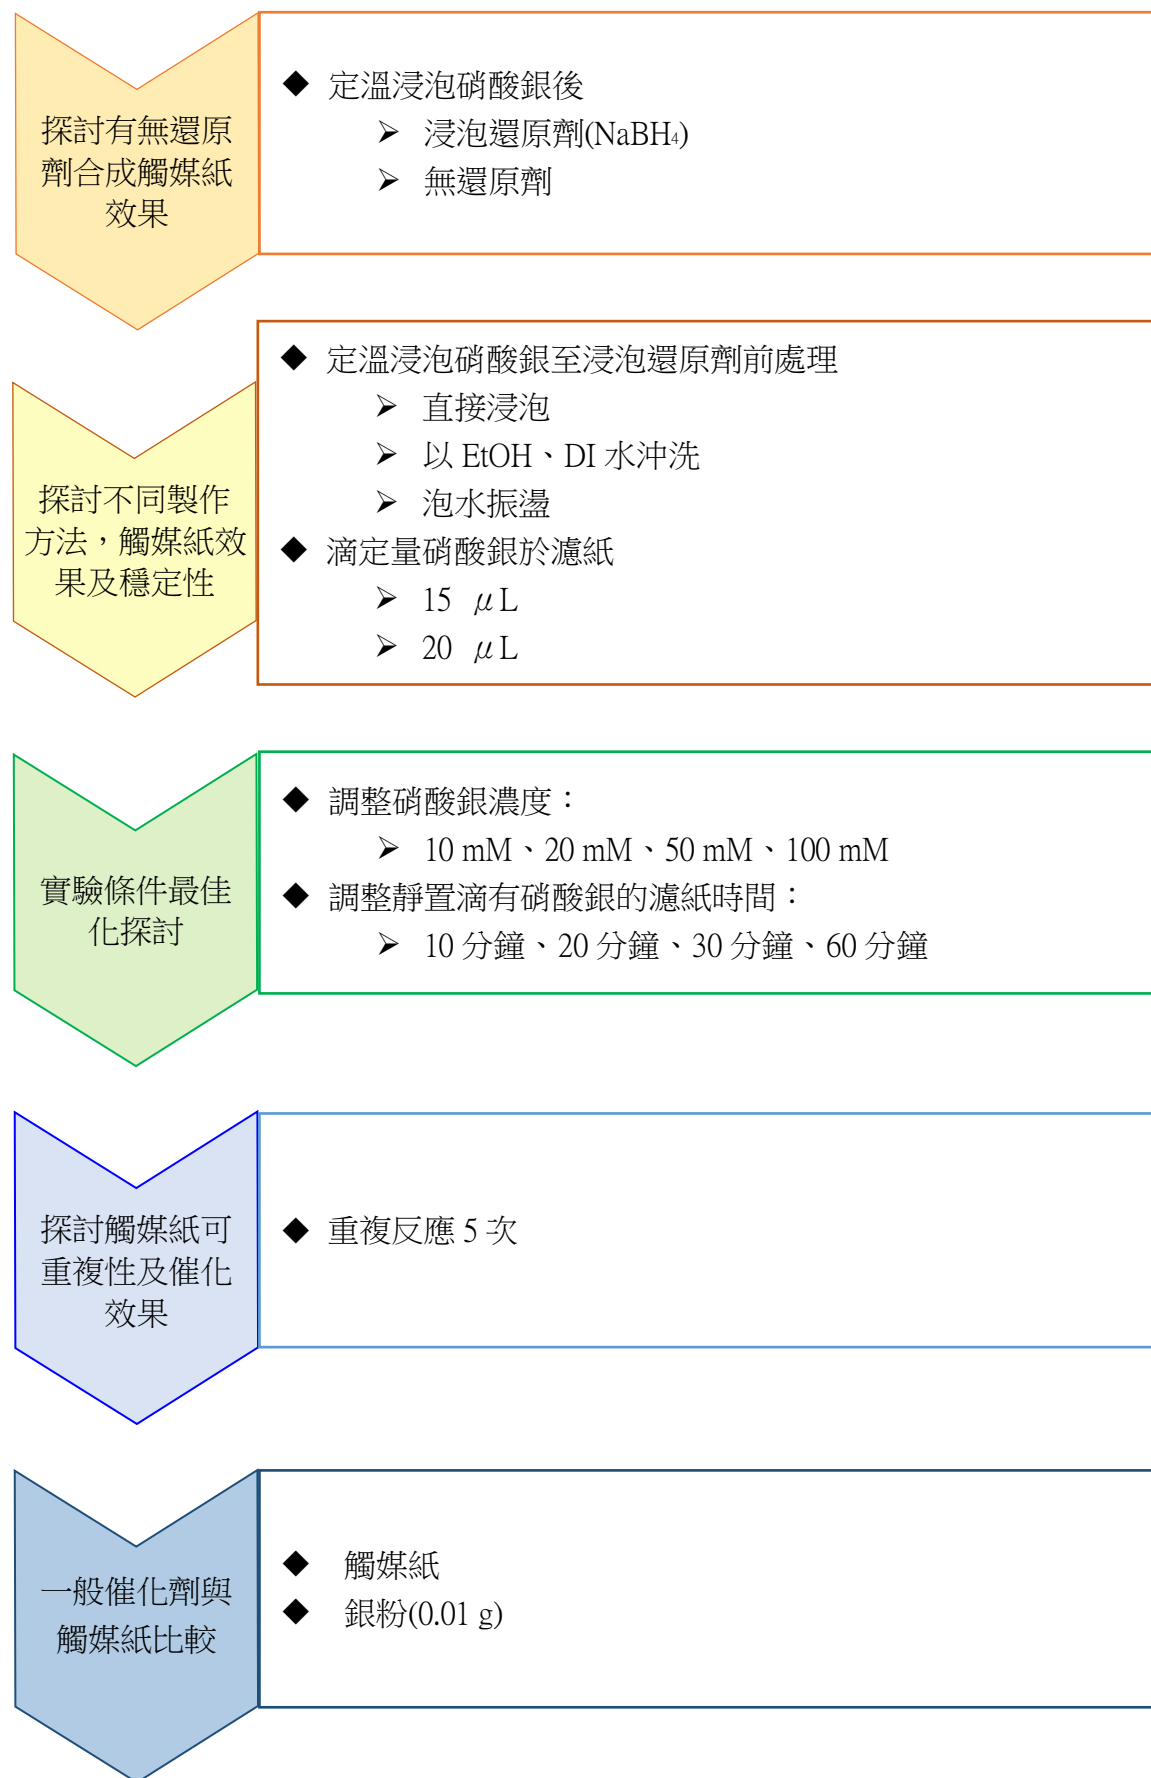 探討有無還原
劑合成觸媒紙
效果
◆ 定溫浸泡硝酸銀後
➢ 浸泡還原劑(NaBH₄)
➢ 無還原劑
探討不同製作
方法，觸媒紙效
果及穩定性
◆ 定溫浸泡硝酸銀至浸泡還原劑前處理
➢ 直接浸泡
➢ 以 EtOH、DI 水沖洗
➢ 泡水振盪
◆ 滴定量硝酸銀於濾紙
➢ 15 μL
➢ 20 μL
實驗條件最佳
化探討
◆ 調整硝酸銀濃度：
➢ 10 mM、20 mM、50 mM、100 mM
◆ 調整靜置滴有硝酸銀的濾紙時間：
➢ 10 分鐘、20 分鐘、30 分鐘、60 分鐘
探討觸媒紙可
重複性及催化
效果
◆ 重複反應 5 次
一般催化劑與
觸媒紙比較
◆ 觸媒紙
◆ 銀粉(0.01 g)